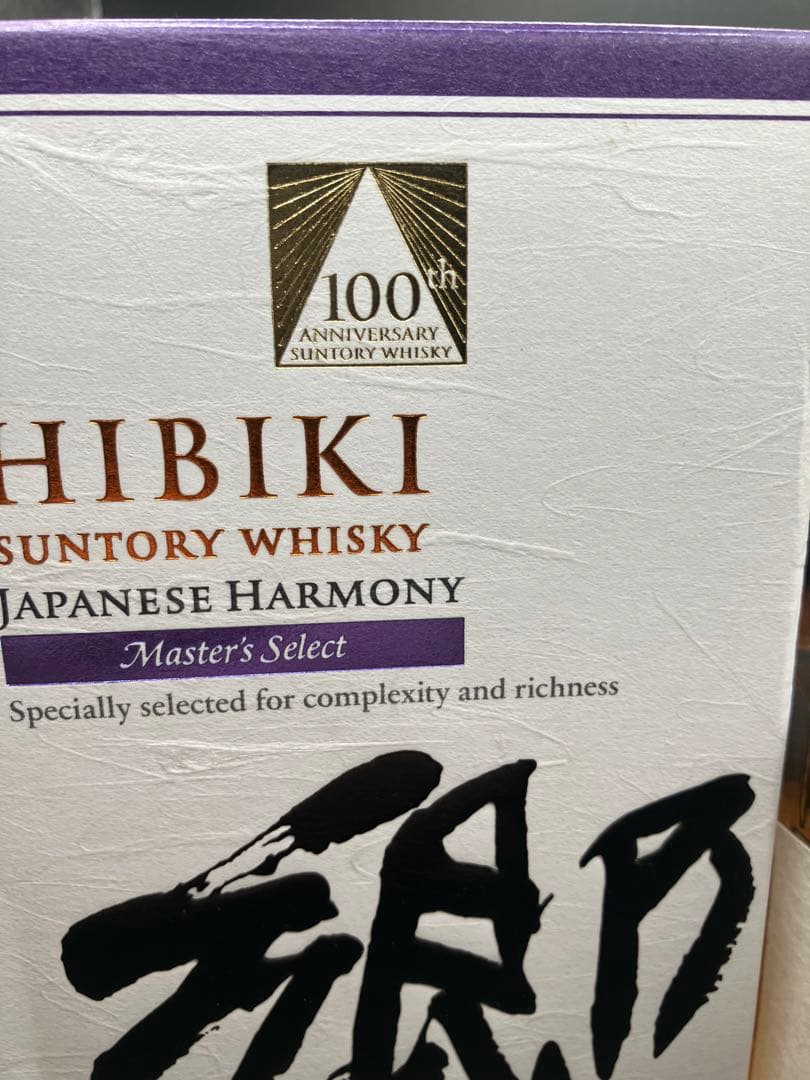 100th
ANNIVERSARY
SUNTORY WHISKY
HIBIKI
SUNTORY WHISKY
JAPANESE HARMONY
Master's Select
Specially selected for complexity and richness